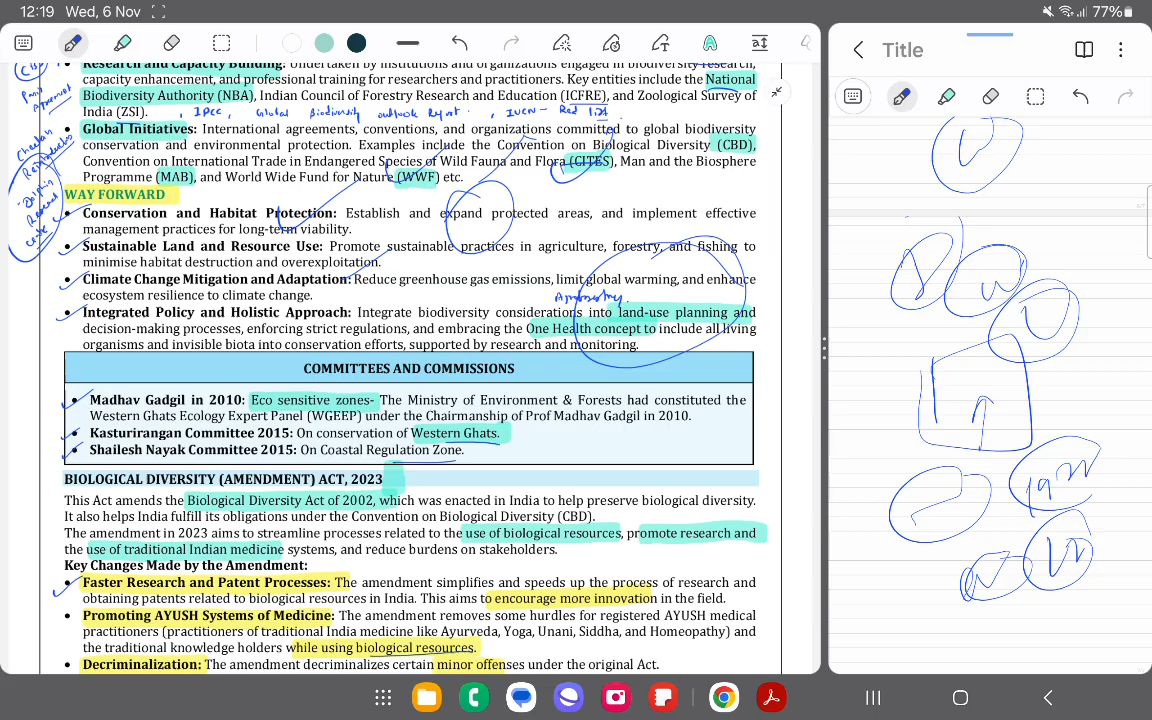 12:19 Wed, 6 Nov
77%
Title
Research and Capacity Building: Undertaken by institutions and organizations engaged in biodiversity research,
capacity enhancement, and professional training for researchers and practitioners. Key entities include the National
Biodiversity Authority (NBA), Indian Council of Forestry Research and Education (ICFRE), and Zoological Survey of
India (ZSI). , IPCC, Global Biodiversity outlook Report , IUCN - Red list
• Global Initiatives: International agreements, conventions, and organizations committed to global biodiversity
conservation and environmental protection. Examples include the Convention on Biological Diversity (CBD),
Convention on International Trade in Endangered Species of Wild Fauna and Flora (CITES), Man and the Biosphere
Programme (MAB), and World Wide Fund for Nature (WWF) etc.
WAY FORWARD
• Conservation and Habitat Protection: Establish and expand protected areas, and implement effective
management practices for long-term viability.
• Sustainable Land and Resource Use: Promote sustainable practices in agriculture, forestry, and fishing to
minimise habitat destruction and overexploitation.
• Climate Change Mitigation and Adaptation: Reduce greenhouse gas emissions, limit global warming, and enhance
ecosystem resilience to climate change.
• Integrated Policy and Holistic Approach: Integrate biodiversity considerations into land-use planning and
decision-making processes, enforcing strict regulations, and embracing the One Health concept to include all living
organisms and invisible biota into conservation efforts, supported by research and monitoring.
COMMITTEES AND COMMISSIONS
• Madhav Gadgil in 2010: Eco sensitive zones- The Ministry of Environment & Forests had constituted the
Western Ghats Ecology Expert Panel (WGEEP) under the Chairmanship of Prof Madhav Gadgil in 2010.
• Kasturirangan Committee 2015: On conservation of Western Ghats.
• Shailesh Nayak Committee 2015: On Coastal Regulation Zone.
BIOLOGICAL DIVERSITY (AMENDMENT) ACT, 2023
This Act amends the Biological Diversity Act of 2002, which was enacted in India to help preserve biological diversity.
It also helps India fulfill its obligations under the Convention on Biological Diversity (CBD).
The amendment in 2023 aims to streamline processes related to the use of biological resources, promote research and
the use of traditional Indian medicine systems, and reduce burdens on stakeholders.
Key Changes Made by the Amendment:
• Faster Research and Patent Processes: The amendment simplifies and speeds up the process of research and
obtaining patents related to biological resources in India. This aims to encourage more innovation in the field.
• Promoting AYUSH Systems of Medicine: The amendment removes some hurdles for registered AYUSH medical
practitioners (practitioners of traditional India medicine like Ayurveda, Yoga, Unani, Siddha, and Homeopathy) and
the traditional knowledge holders while using biological resources.
• Decriminalization: The amendment decriminalizes certain minor offenses under the original Act.